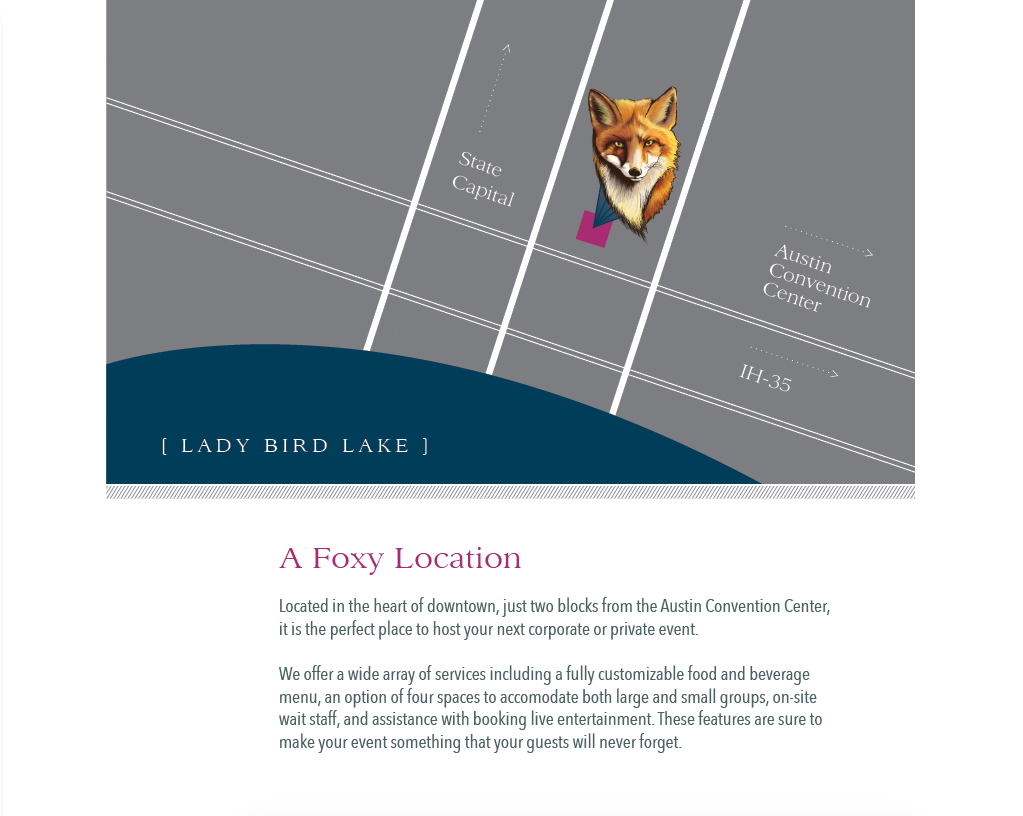 State
Capital
Austin
Convention
Center
IH-35
[ LADY BIRD LAKE ]
A Foxy Location
Located in the heart of downtown, just two blocks from the Austin Convention Center,
it is the perfect place to host your next corporate or private event.
We offer a wide array of services including a fully customizable food and beverage
menu, an option of four spaces to accomodate both large and small groups, on-site
wait staff, and assistance with booking live entertainment. These features are sure to
make your event something that your guests will never forget.